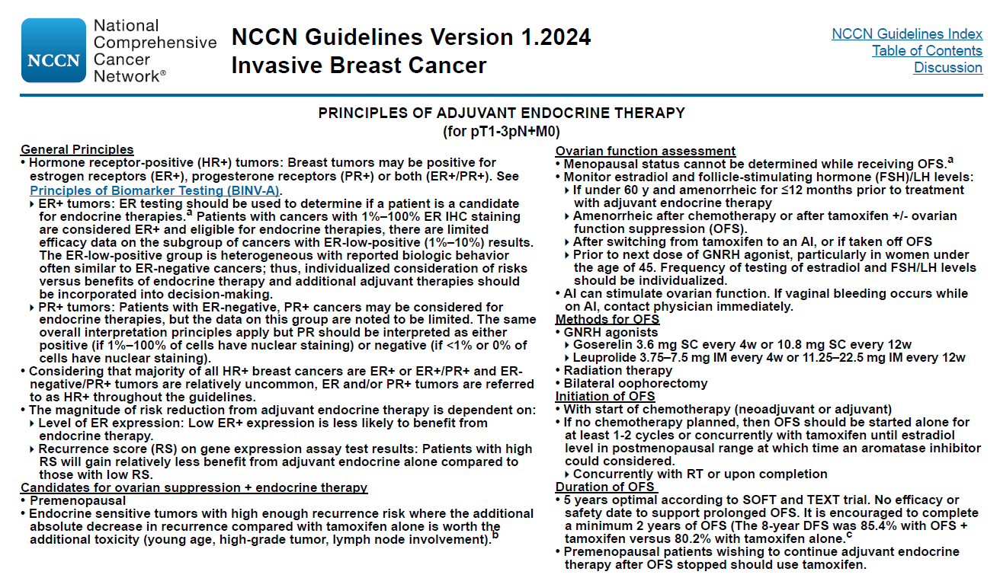 NCCN
National
Comprehensive
Cancer
Network®
NCCN Guidelines Version 1.2024
Invasive Breast Cancer
NCCN Guidelines Index
Table of Contents
Discussion
PRINCIPLES OF ADJUVANT ENDOCRINE THERAPY
(for pT1-3pN+M0)
General Principles
• Hormone receptor-positive (HR+) tumors: Breast tumors may be positive for
estrogen receptors (ER+), progesterone receptors (PR+) or both (ER+/PR+). See
Principles of Biomarker Testing (BINV-A).
▸ ER+ tumors: ER testing should be used to determine if a patient is a candidate
for endocrine therapies.a Patients with cancers with 1%–100% ER IHC staining
are considered ER+ and eligible for endocrine therapies, there are limited
efficacy data on the subgroup of cancers with ER-low-positive (1%–10%) results.
The ER-low-positive group is heterogeneous with reported biologic behavior
often similar to ER-negative cancers; thus, individualized consideration of risks
versus benefits of endocrine therapy and additional adjuvant therapies should
be incorporated into decision-making.
▸ PR+ tumors: Patients with ER-negative, PR+ cancers may be considered for
endocrine therapies, but the data on this group are noted to be limited. The same
overall interpretation principles apply but PR should be interpreted as either
positive (if 1%–100% of cells have nuclear staining) or negative (if <1% or 0% of
cells have nuclear staining).
• Considering that majority of all HR+ breast cancers are ER+ or ER+/PR+ and ER-
negative/PR+ tumors are relatively uncommon, ER and/or PR+ tumors are referred
to as HR+ throughout the guidelines.
• The magnitude of risk reduction from adjuvant endocrine therapy is dependent on:
▸ Level of ER expression: Low ER+ expression is less likely to benefit from
endocrine therapy.
▸ Recurrence score (RS) on gene expression assay test results: Patients with high
RS will gain relatively less benefit from adjuvant endocrine alone compared to
those with low RS.
Candidates for ovarian suppression + endocrine therapy
• Premenopausal
• Endocrine sensitive tumors with high enough recurrence risk where the additional
absolute decrease in recurrence compared with tamoxifen alone is worth the
additional toxicity (young age, high-grade tumor, lymph node involvement).b
Ovarian function assessment
• Menopausal status cannot be determined while receiving OFS.a
• Monitor estradiol and follicle-stimulating hormone (FSH)/LH levels:
▸ If under 60 y and amenorrheic for ≤12 months prior to treatment
with adjuvant endocrine therapy
▸ Amenorrheic after chemotherapy or after tamoxifen +/- ovarian
function suppression (OFS).
▸ After switching from tamoxifen to an AI, or if taken off OFS
▸ Prior to next dose of GNRH agonist, particularly in women under
the age of 45. Frequency of testing of estradiol and FSH/LH levels
should be individualized.
• AI can stimulate ovarian function. If vaginal bleeding occurs while
on AI, contact physician immediately.
Methods for OFS
• GNRH agonists
▸ Goserelin 3.6 mg SC every 4w or 10.8 mg SC every 12w
▸ Leuprolide 3.75–7.5 mg IM every 4w or 11.25–22.5 mg IM every 12w
• Radiation therapy
• Bilateral oophorectomy
Initiation of OFS
• With start of chemotherapy (neoadjuvant or adjuvant)
• If no chemotherapy planned, then OFS should be started alone for
at least 1-2 cycles or concurrently with tamoxifen until estradiol
level in postmenopausal range at which time an aromatase inhibitor
could considered.
▸ Concurrently with RT or upon completion
Duration of OFS
• 5 years optimal according to SOFT and TEXT trial. No efficacy or
safety date to support prolonged OFS. It is encouraged to complete
a minimum 2 years of OFS (The 8-year DFS was 85.4% with OFS +
tamoxifen versus 80.2% with tamoxifen alone.c
• Premenopausal patients wishing to continue adjuvant endocrine
therapy after OFS stopped should use tamoxifen.